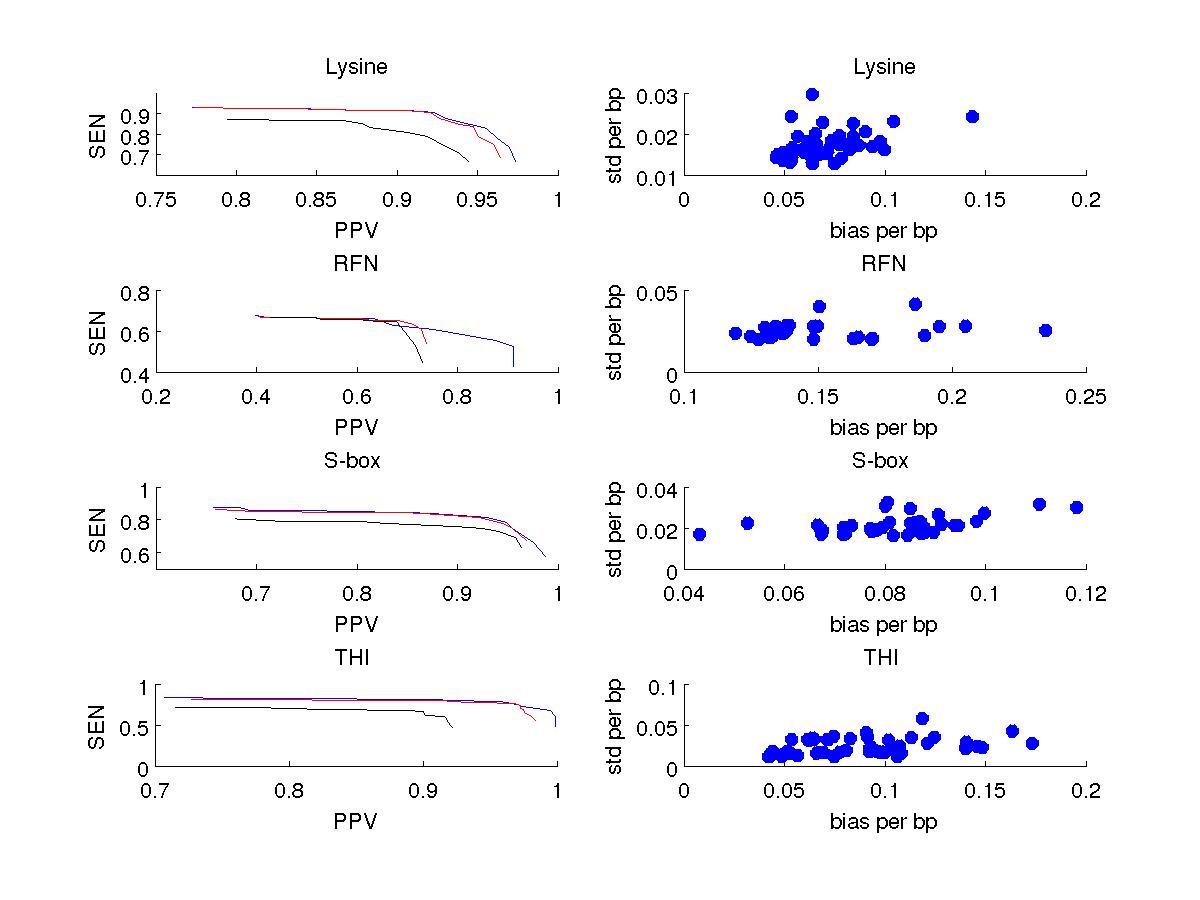 Lysine
SEN
0.9
0.8
0.7
0.75 0.8 0.85 0.9 0.95 1
PPV
Lysine
std per bp
0.03
0.02
0.01
0 0.05 0.1 0.15 0.2
bias per bp
RFN
SEN
0.8
0.6
0.4
0.2 0.4 0.6 0.8 1
PPV
RFN
std per bp
0.05
0
0.1 0.15 0.2 0.25
bias per bp
S-box
SEN
1
0.8
0.6
0.7 0.8 0.9 1
PPV
S-box
std per bp
0.04
0.02
0
0.04 0.06 0.08 0.1 0.12
bias per bp
THI
SEN
1
0.5
0
0.7 0.8 0.9 1
PPV
THI
std per bp
0.1
0.05
0
0 0.05 0.1 0.15 0.2
bias per bp